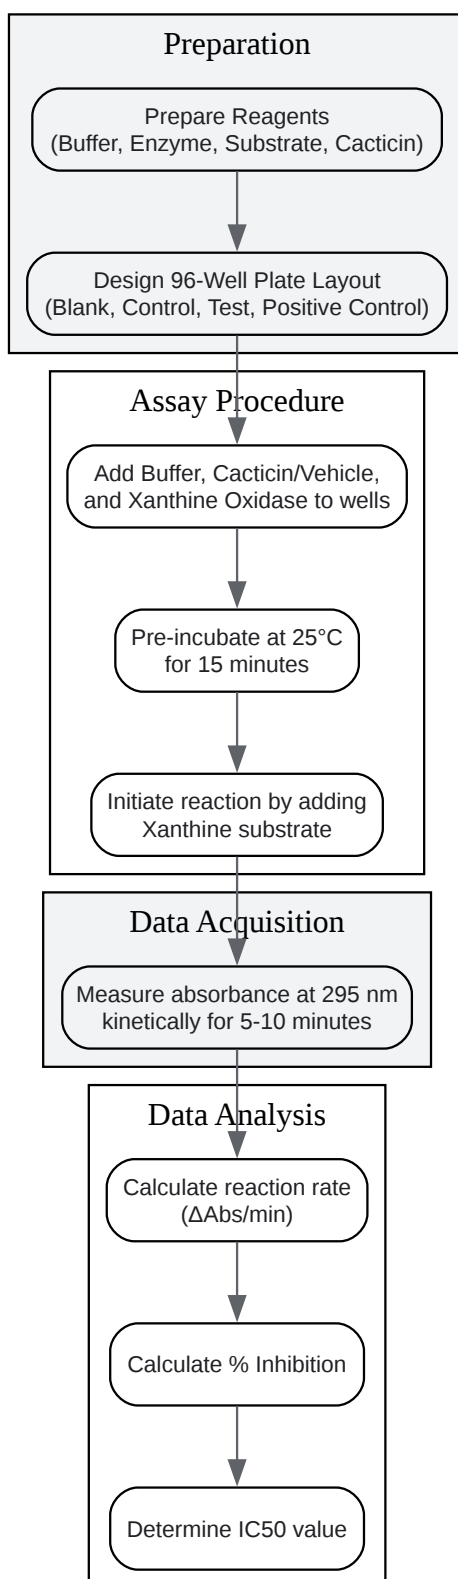 Preparation
Prepare Reagents
(Buffer, Enzyme, Substrate, Cacticin)
Design 96-Well Plate Layout
(Blank, Control, Test, Positive Control)
Assay Procedure
Add Buffer, Cacticin/Vehicle,
and Xanthine Oxidase to wells
Pre-incubate at 25°C
for 15 minutes
Initiate reaction by adding
Xanthine substrate
Data Acquisition
Measure absorbance at 295 nm
kinetically for 5-10 minutes
Data Analysis
Calculate reaction rate
(ΔAbs/min)
Calculate % Inhibition
Determine IC50 value